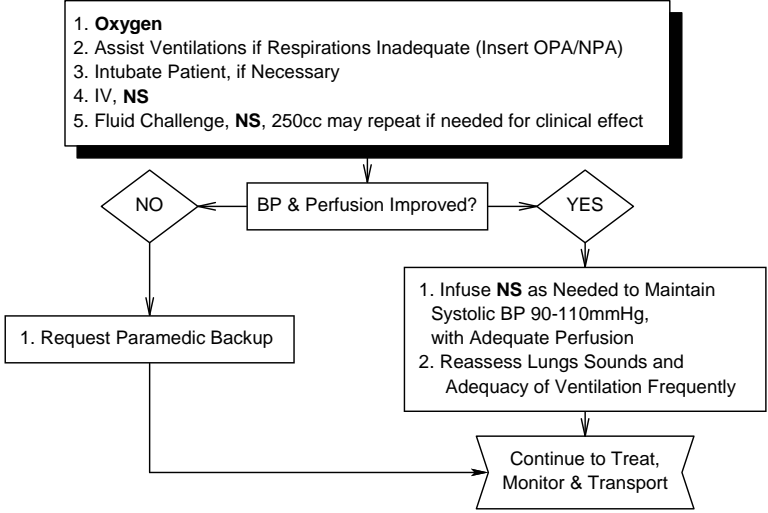 1. Oxygen
2. Assist Ventilations if Respirations Inadequate (Insert OPA/NPA)
3. Intubate Patient, if Necessary
4. IV, NS
5. Fluid Challenge, NS, 250cc may repeat if needed for clinical effect
NO
BP & Perfusion Improved?
YES
1. Request Paramedic Backup
1. Infuse NS as Needed to Maintain
Systolic BP 90-110mmHg,
with Adequate Perfusion
2. Reassess Lungs Sounds and
Adequacy of Ventilation Frequently
Continue to Treat,
Monitor & Transport